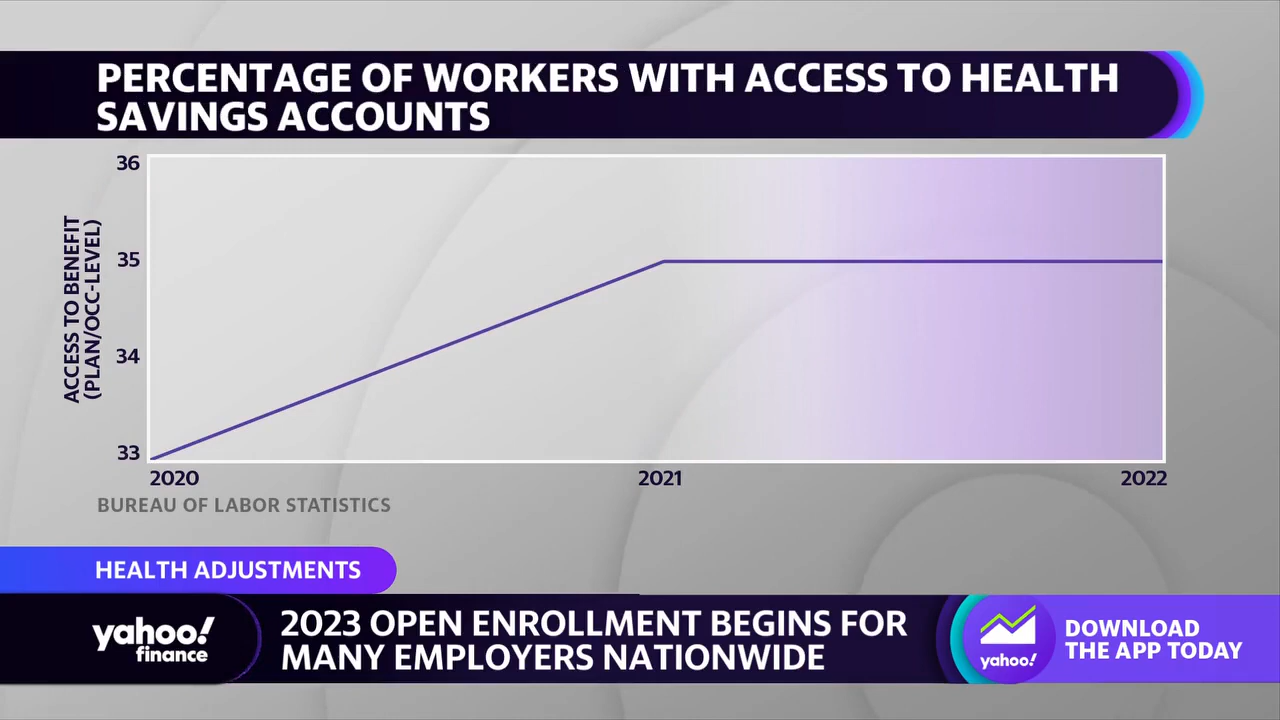 PERCENTAGE OF WORKERS WITH ACCESS TO HEALTH
SAVINGS ACCOUNTS
ACCESS TO BENEFIT
(PLAN/OCC-LEVEL)
36
35
34
33
2020
2021
2022
BUREAU OF LABOR STATISTICS
HEALTH ADJUSTMENTS
yahoo!
finance
2023 OPEN ENROLLMENT BEGINS FOR
MANY EMPLOYERS NATIONWIDE
yahoo!
DOWNLOAD
THE APP TODAY